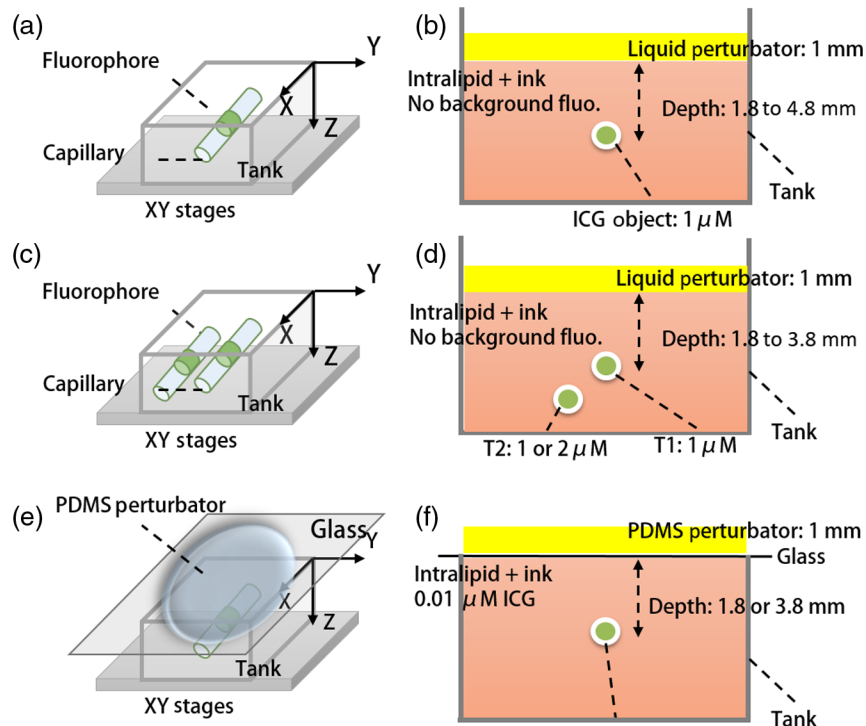 (a)
Fluorophore
Capillary
X
Y
Z
Tank
XY stages
(b)
Liquid perturbator: 1 mm
Intralipid + ink
No background fluo.
Depth: 1.8 to 4.8 mm
Tank
ICG object: 1 μM
(c)
Fluorophore
Capillary
X
Y
Z
Tank
XY stages
(d)
Liquid perturbator: 1 mm
Intralipid + ink
No background fluo.
Depth: 1.8 to 3.8 mm
Tank
T2: 1 or 2 μM
T1: 1 μM
(e)
PDMS perturbator
Glass
X
Y
Z
Tank
XY stages
(f)
PDMS perturbator: 1 mm
Glass
Intralipid + ink
0.01 μM ICG
Depth: 1.8 or 3.8 mm
Tank